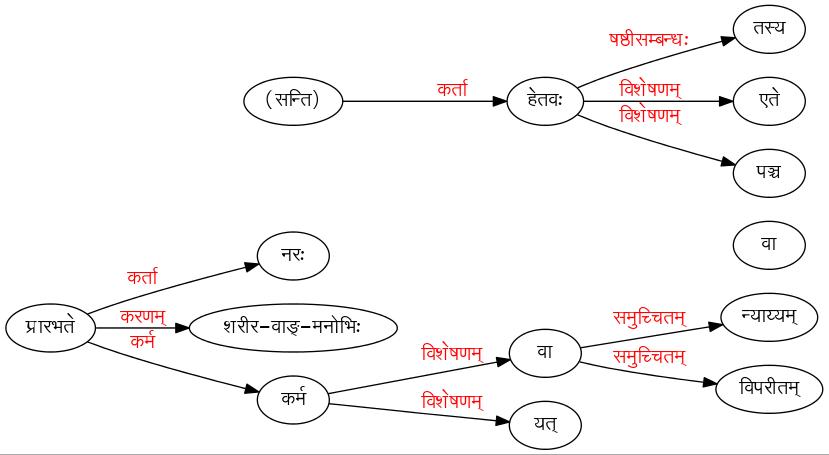 तस्य
षष्ठीसम्बन्धः
(सन्ति)
कर्ता
हेतवः
विशेषणम्
एते
विशेषणम्
पञ्च
वा
नरः
कर्ता
प्रारभते
करणम्
शरीर-वाङ्-मनोभिः
कर्म
समुच्चितम्
न्याय्यम्
विशेषणम्
वा
समुच्चितम्
विपरीतम्
कर्म
विशेषणम्
यत्